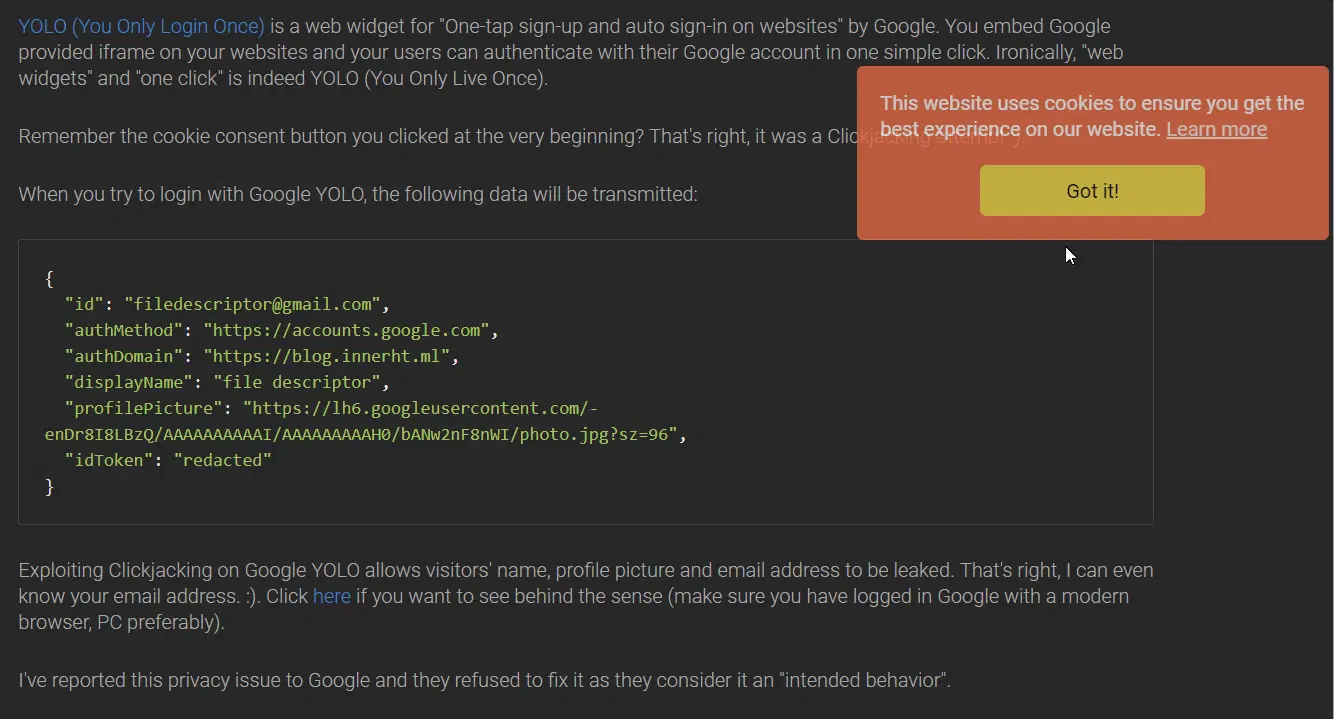 YOLO (You Only Login Once) is a web widget for "One-tap sign-up and auto sign-in on websites" by Google. You embed Google
provided iframe on your websites and your users can authenticate with their Google account in one simple click. Ironically, "web
widgets" and "one click" is indeed YOLO (You Only Live Once).
This website uses cookies to ensure you get the
best experience on our website. Learn more
Got it!
Remember the cookie consent button you clicked at the very beginning? That's right, it was a Clickjacking attempt :)
When you try to login with Google YOLO, the following data will be transmitted:
{
"id": "filedescriptor@gmail.com",
"authMethod": "https://accounts.google.com",
"authDomain": "https://blog.innerht.ml",
"displayName": "file descriptor",
"profilePicture": "https://lh6.googleusercontent.com/-
enDr8I8LBzQ/AAAAAAAAAAI/AAAAAAAAAH0/bANw2nF8nWI/photo.jpg?sz=96",
"idToken": "redacted"
}
Exploiting Clickjacking on Google YOLO allows visitors' name, profile picture and email address to be leaked. That's right, I can even
know your email address. :). Click here if you want to see behind the sense (make sure you have logged in Google with a modern
browser, PC preferably).
I've reported this privacy issue to Google and they refused to fix it as they consider it an "intended behavior".